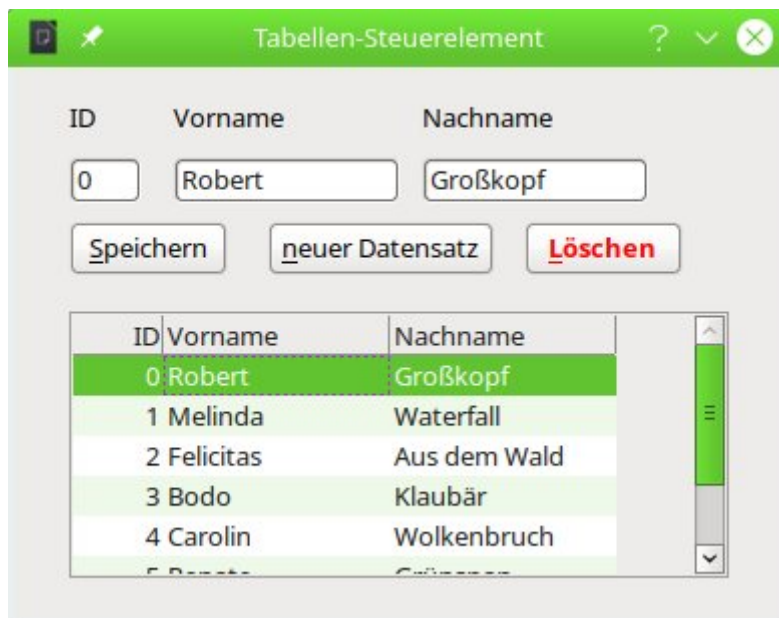 Tabellen-Steuerelement
ID Vorname Nachname
0 Robert Großkopf
Speichern neuer Datensatz Löschen
ID Vorname Nachname
0 Robert Großkopf
1 Melinda Waterfall
2 Felicitas Aus dem Wald
3 Bodo Klaubär
4 Carolin Wolkenbruch